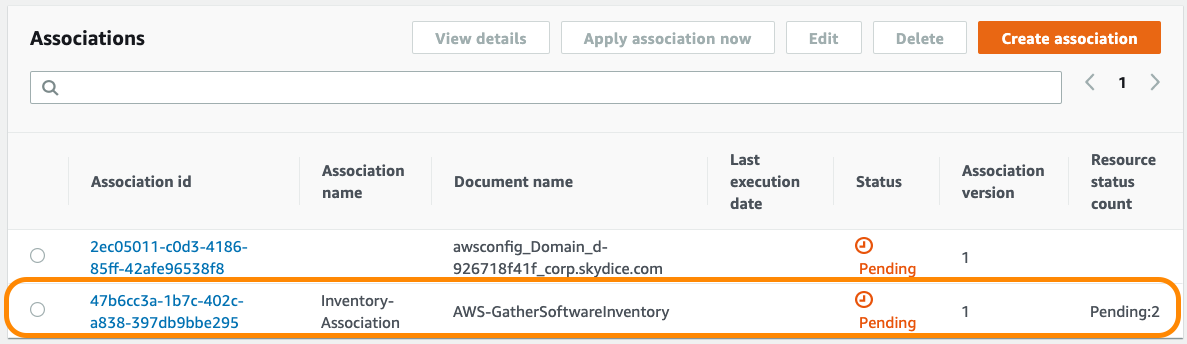 Associations
View details
Apply association now
Edit
Delete
Create association
1
Association id
Association
name
Document name
Last
execution
date
Status
Association
version
Resource
status
count
2ec05011-c0d3-4186-
85ff-42afe96538f8
awsconfig_Domain_d-
926718f41f_corp.skydice.com
Pending
1
47b6cc3a-1b7c-402c-
a838-397db9bbe295
Inventory-
Association
AWS-GatherSoftwareInventory
Pending
1
Pending:2